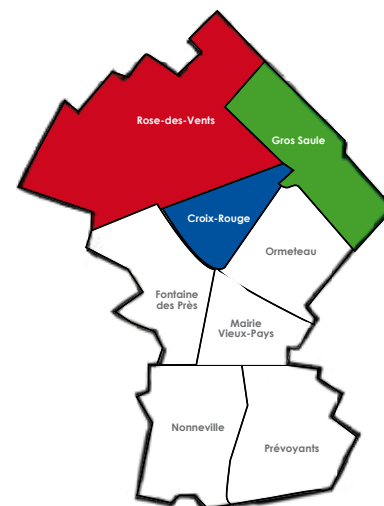 Rose-des-Vents
Gros Saule
Croix-Rouge
Ormeteau
Fontaine
des Près
Mairie
Vieux-Pays
Nonneville
Prévoyants